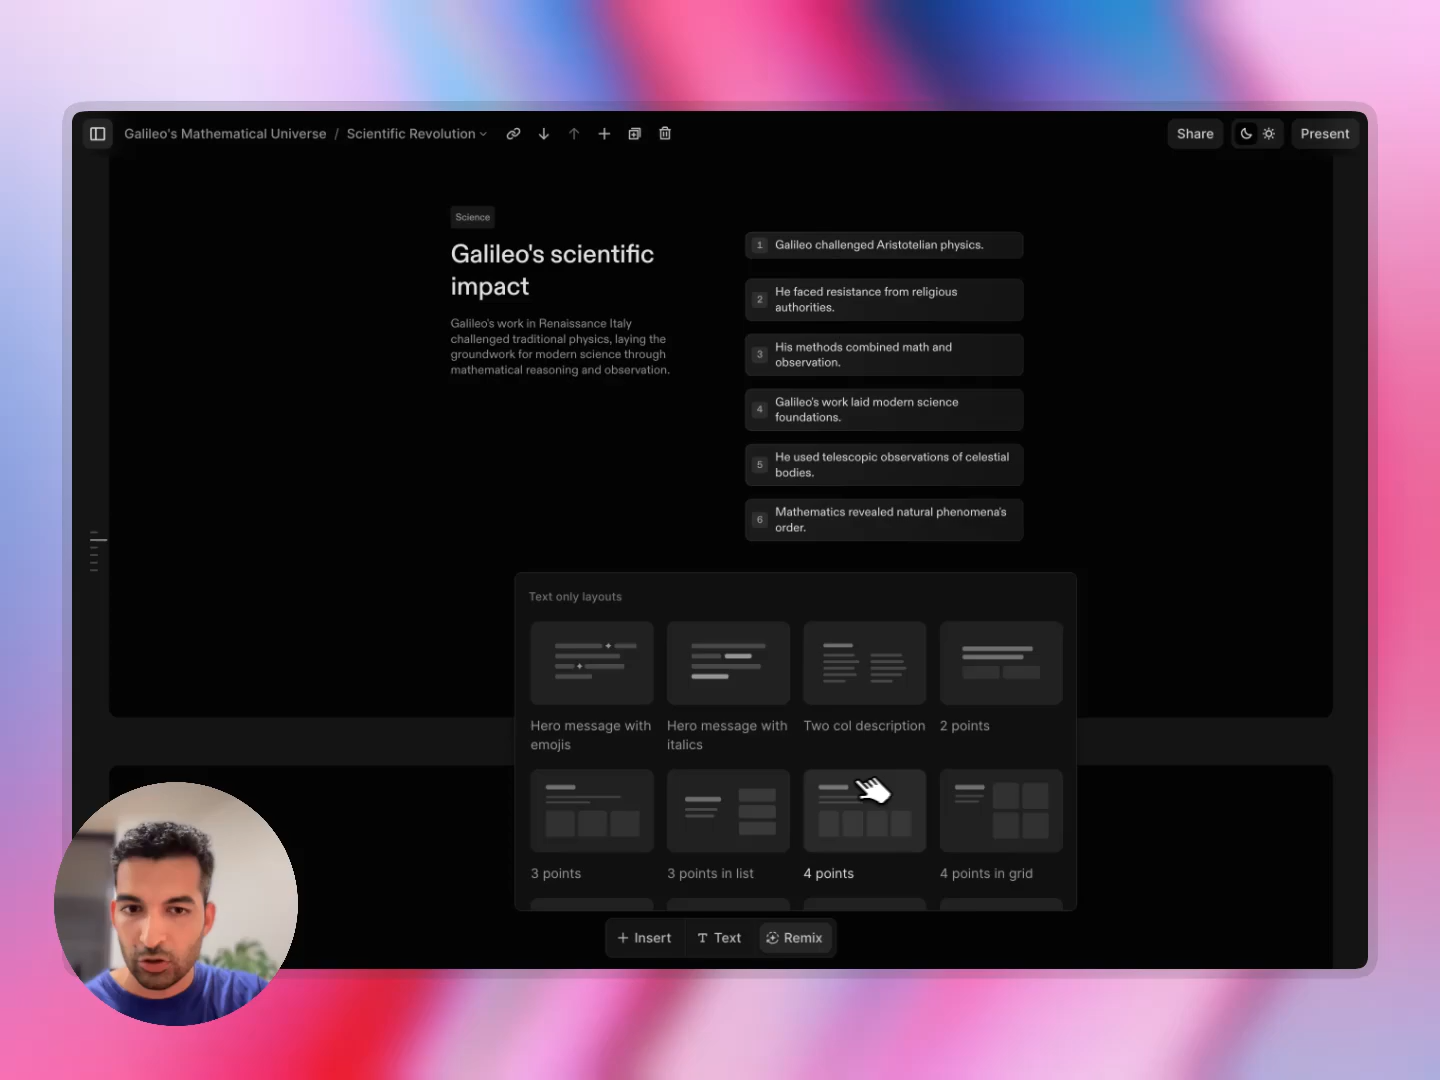 Galileo's Mathematical Universe / Scientific Revolution
Share
Present
Science
Galileo's scientific
impact
Galileo's work in Renaissance Italy
challenged traditional physics, laying the
groundwork for modern science through
mathematical reasoning and observation.
1 Galileo challenged Aristotelian physics.
2 He faced resistance from religious
authorities.
3 His methods combined math and
observation.
4 Galileo's work laid modern science
foundations.
5 He used telescopic observations of celestial
bodies.
6 Mathematics revealed natural phenomena's
order.
Text only layouts
Hero message with
emojis
Hero message with
italics
Two col description
2 points
3 points
3 points in list
4 points
4 points in grid
Insert
Text
Remix